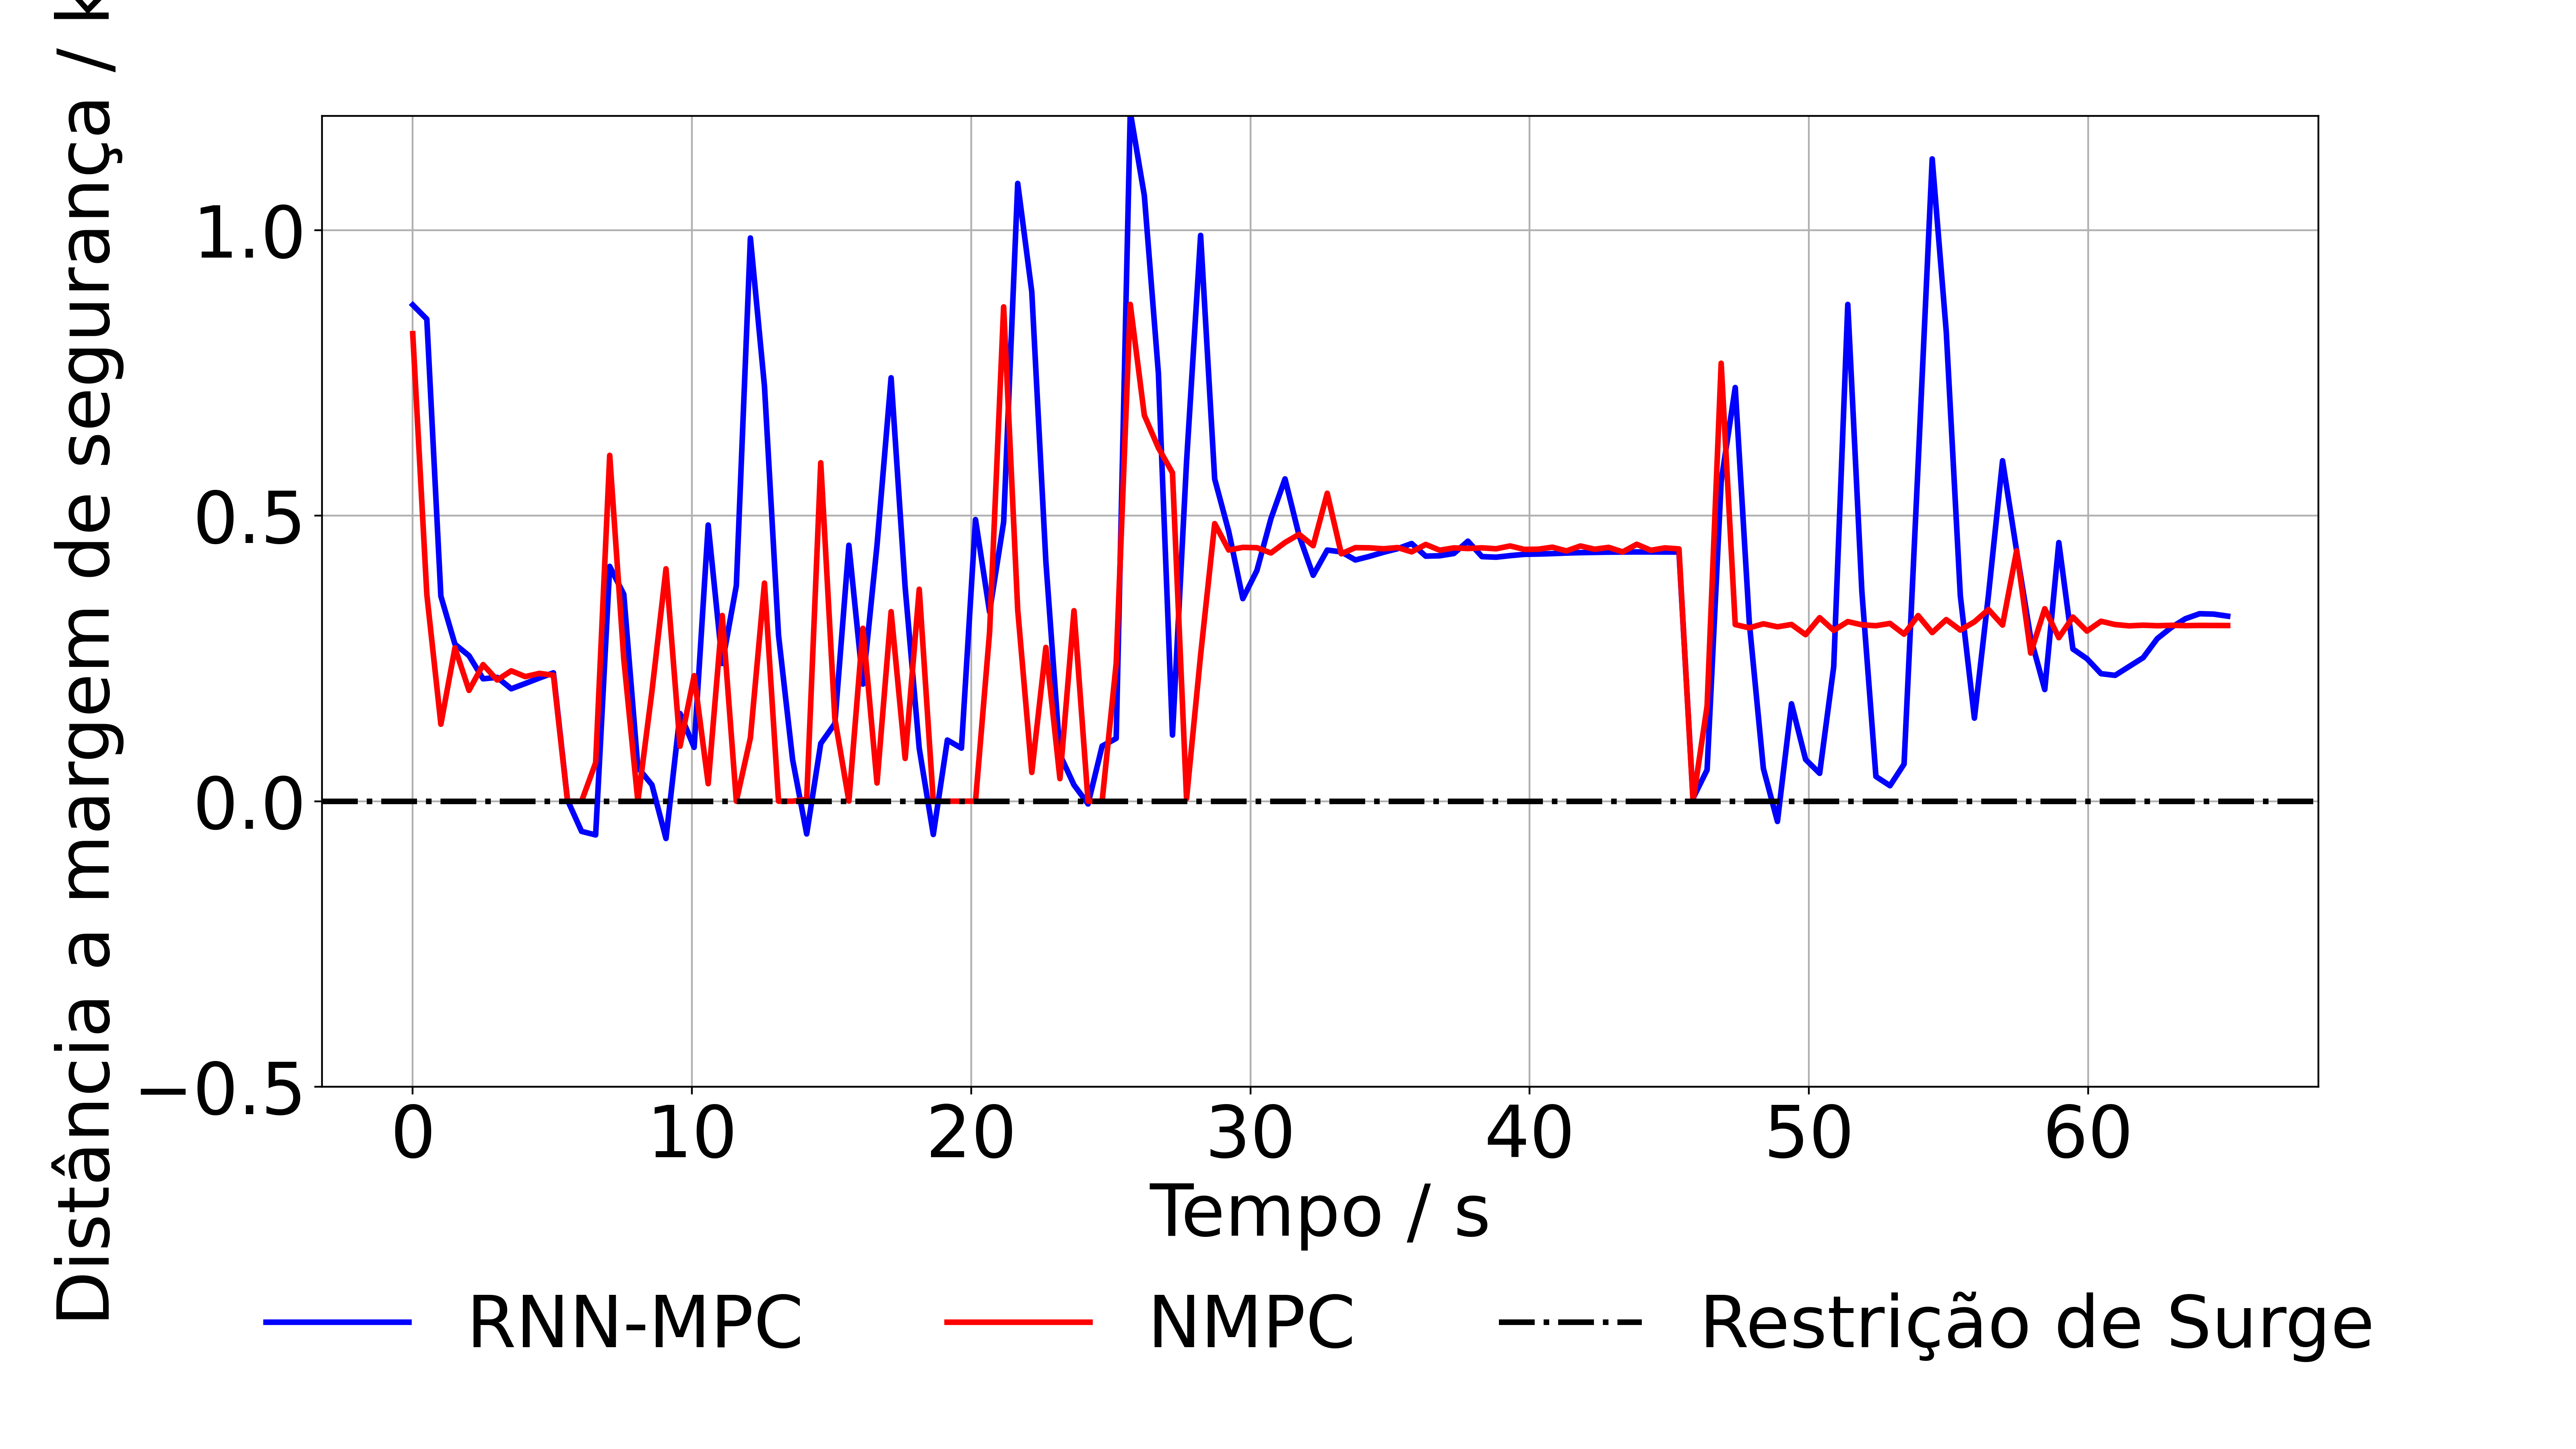 Distância a margem de segurança / k
1.0
0.5
0.0
−0.5
0 10 20 30 40 50 60
Tempo / s
RNN-MPC NMPC Restrição de Surge